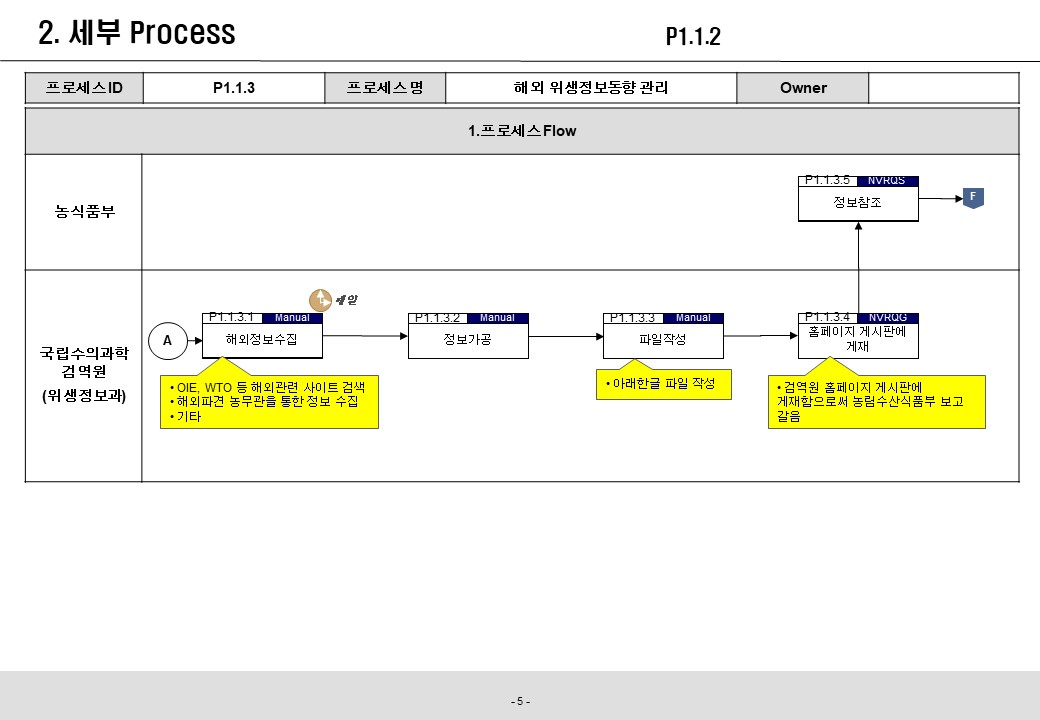 2. 세부 Process
P1.1.2
프로세스ID P1.1.3 프로세스 명 해외 위생정보동향 관리 Owner
1.프로세스 Flow
농식품부
P1.1.3.5 NVRQS
정보참조
F
국립수의과학
검역원
(위생정보과)
매일
A
P1.1.3.1 Manual
해외정보수집
P1.1.3.2 Manual
정보가공
P1.1.3.3 Manual
파일작성
P1.1.3.4 NVRQG
홈페이지 게시판에
게재
• OIE, WTO 등 해외관련 사이트 검색
• 해외파견 농무관을 통한 정보 수집
• 기타
• 아래한글 파일 작성
• 검역원 홈페이지 게시판에
게재함으로써 농림수산식품부 보고
갈음
- 5 -